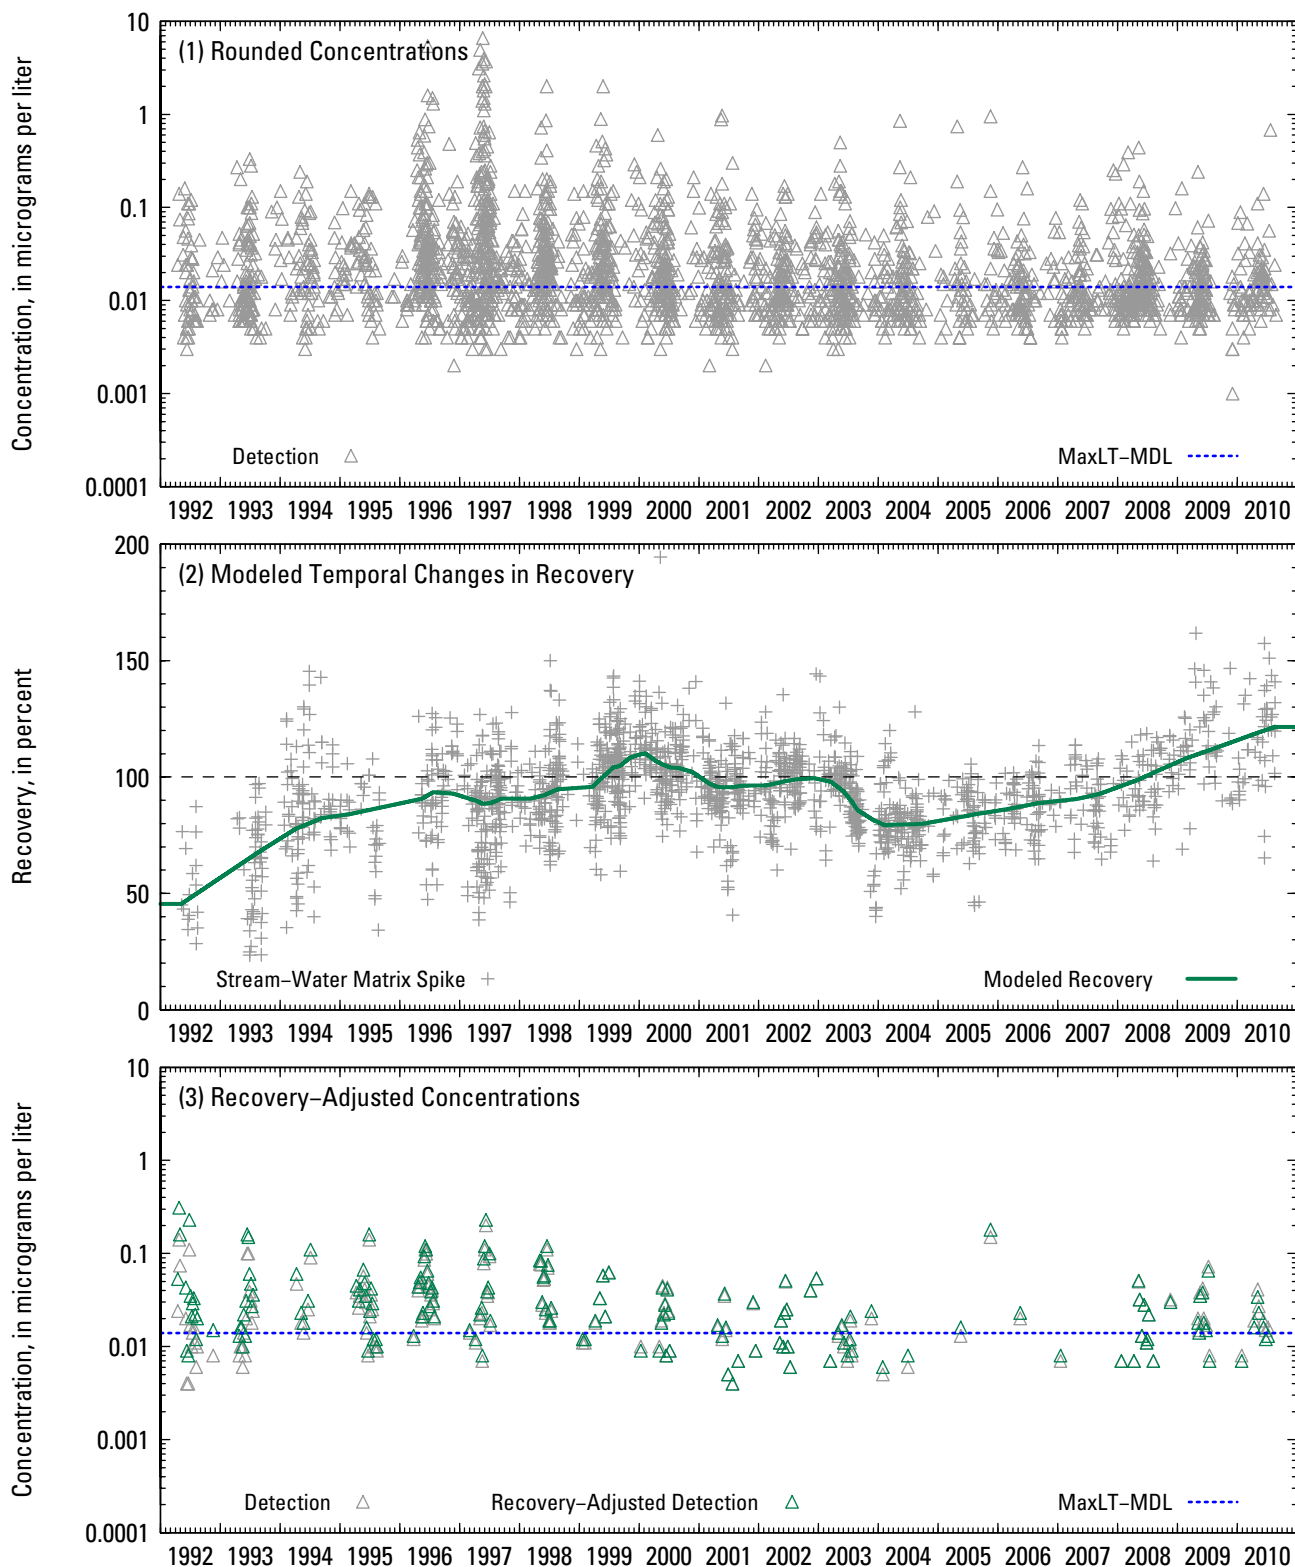 10
(1) Rounded Concentrations
1
0.1
0.01
0.001
Detection
MaxLT–MDL
0.0001
Concentration, in micrograms per liter
1992 1993 1994 1995 1996 1997 1998 1999 2000 2001 2002 2003 2004 2005 2006 2007 2008 2009 2010
200
(2) Modeled Temporal Changes in Recovery
150
100
50
Stream–Water Matrix Spike
Modeled Recovery
0
Recovery, in percent
1992 1993 1994 1995 1996 1997 1998 1999 2000 2001 2002 2003 2004 2005 2006 2007 2008 2009 2010
10
(3) Recovery–Adjusted Concentrations
1
0.1
0.01
0.001
Detection
Recovery–Adjusted Detection
MaxLT–MDL
0.0001
Concentration, in micrograms per liter
1992 1993 1994 1995 1996 1997 1998 1999 2000 2001 2002 2003 2004 2005 2006 2007 2008 2009 2010